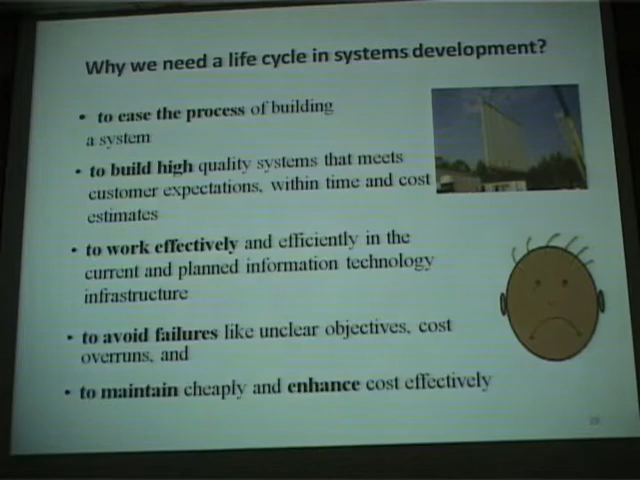 Why we need a life cycle in systems development?
• to ease the process of building
a system
• to build high quality systems that meets
customer expectations, within time and cost
estimates
• to work effectively and efficiently in the
current and planned information technology
infrastructure
• to avoid failures like unclear objectives, cost
overruns, and
• to maintain cheaply and enhance cost effectively